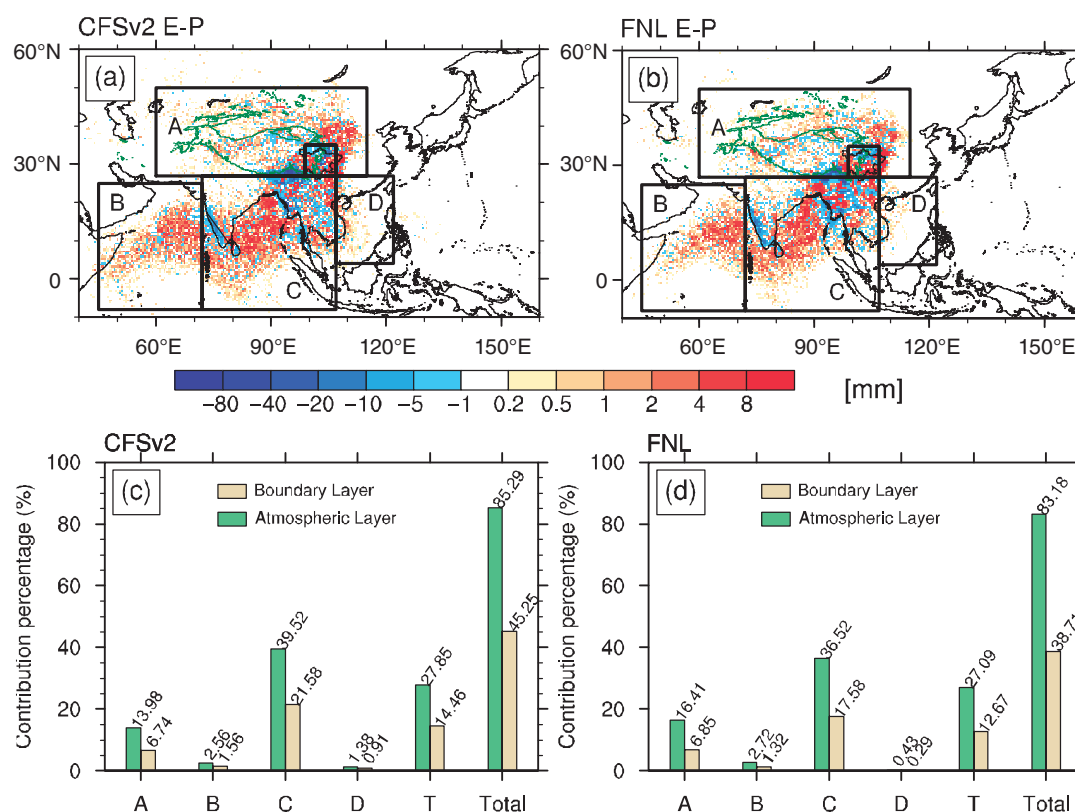 CFSv2 E-P
FNL E-P
60°N
30°N
0
(a)
A
B
C
D
60°E
90°E
120°E
150°E
60°N
30°N
0
(b)
A
B
C
D
60°E
90°E
120°E
150°E
−80 −40 −20 −10 −5 −1 0.2 0.5 1 2 4 8
[mm]
CFSv2
Contribution percentage (%)
100
80
60
40
20
0
(c)
Boundary Layer
Atmospheric Layer
13.98
6.74
2.56
1.56
39.52
21.58
1.38
0.91
27.85
14.46
85.29
45.25
A B C D T Total
FNL
Contribution percentage (%)
100
80
60
40
20
0
(d)
Boundary Layer
Atmospheric Layer
16.41
6.85
2.72
1.32
36.52
17.58
0.43
0.29
27.09
12.67
83.18
38.71
A B C D T Total